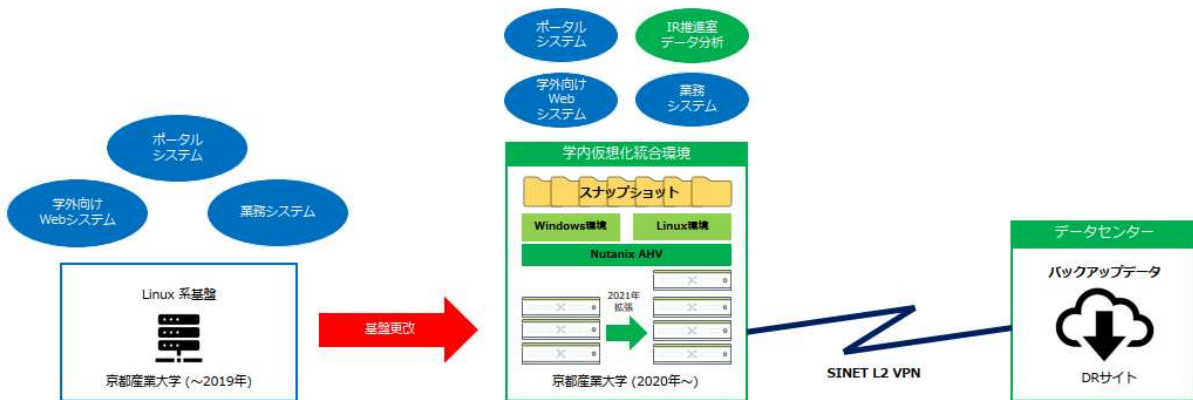 ポータル
システム
学外向け
Webシステム
業務システム
Linux 系基盤
京都産業大学 (～2019年)
基盤更改
ポータル
システム
IR推進室
データ分析
学外向け
Web
システム
業務
システム
学内仮想化統合環境
スナップショット
Windows環境
Linux環境
Nutanix AHV
2021年
拡張
京都産業大学 (2020年～)
SINET L2 VPN
データセンター
バックアップデータ
DRサイト